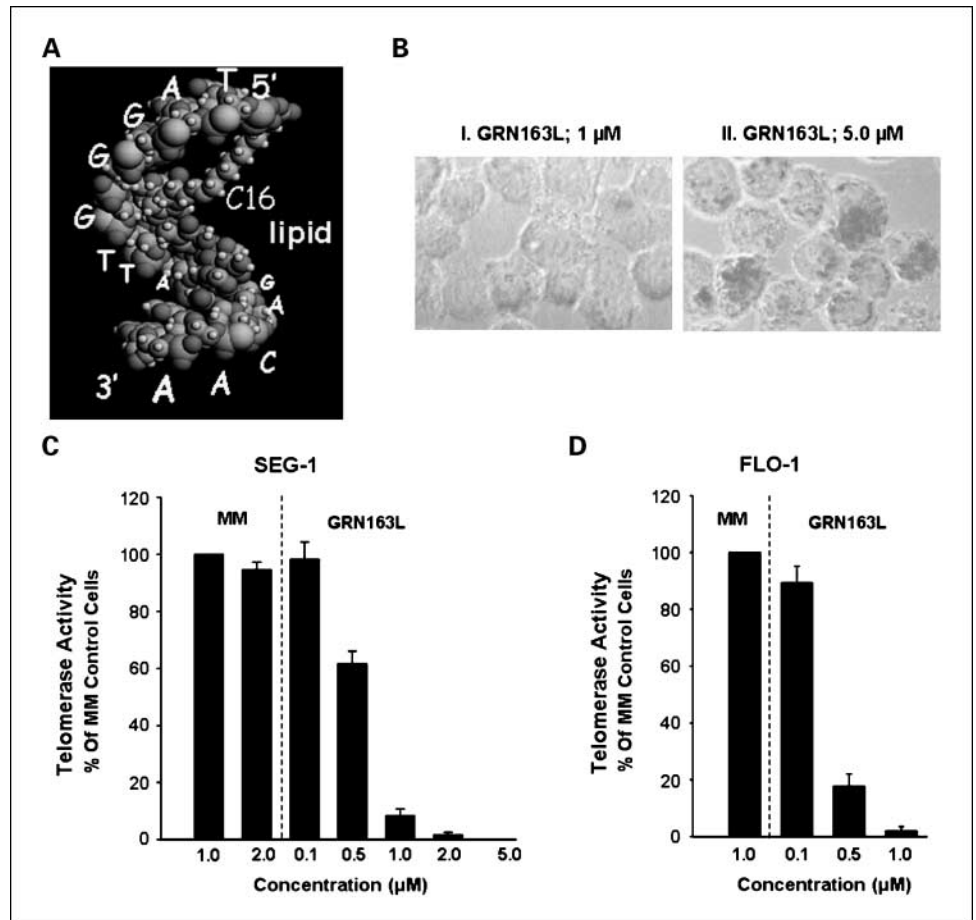 A
T 5'
A
G
G
G
T
T
C16
lipid
A
G
A
C
3' A A
B
I. GRN163L; 1 µM
II. GRN163L; 5.0 µM
C
SEG-1
MM
GRN163L
120
100
80
60
40
20
0
Telomerase Activity
% Of MM Control Cells
1.0 2.0 0.1 0.5 1.0 2.0 5.0
Concentration (µM)
D
FLO-1
MM
GRN163L
120
100
80
60
40
20
0
Telomerase Activity
% Of MM Control Cells
1.0 0.1 0.5 1.0
Concentration (µM)